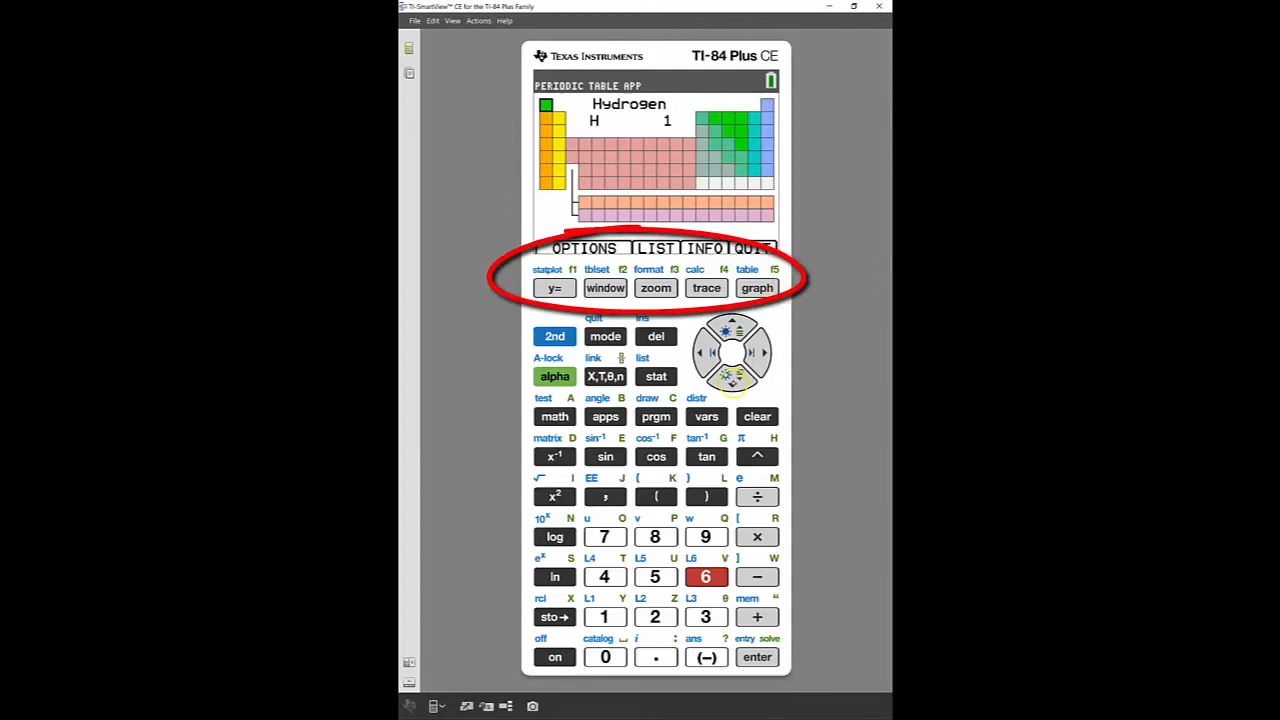 TI-SmartView™ CE for the TI-84 Plus Family
File Edit View Actions Help
TEXAS INSTRUMENTS TI-84 Plus CE
PERIODIC TABLE APP
Hydrogen
H 1
OPTIONS LIST INFO QUIT
statplot f1 tblset f2 format f3 calc f4 table f5
y= window zoom trace graph
quit ins
2nd mode del
A-lock link list
alpha X,T,θ,n stat
test A angle B draw C distr
math apps prgm vars clear
matrix D sin⁻¹ E cos⁻¹ F tan⁻¹ G π H
x⁻¹ sin cos tan ^
√ I EE J { K } L e M
x² , ( ) ÷
10ˣ N u O v P w Q [ R
log 7 8 9 ×
eˣ S L4 T L5 U L6 V ] W
ln 4 5 6 −
rcl X L1 Y L2 Z L3 θ mem “
sto→ 1 2 3 +
off catalog ⎵ i : ans ? entry solve
on 0 . (−) enter